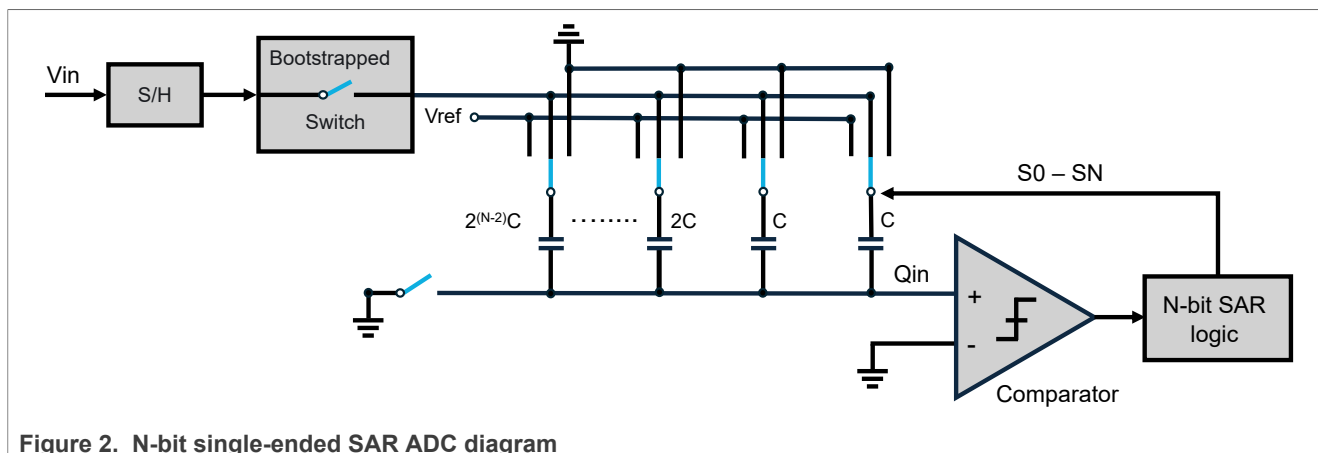 Bootstrapped
Vin
S/H
Switch
Vref
S0 – SN
2(N-2)C
........
2C
C
C
Qin
+
-
N-bit SAR
logic
Comparator
Figure 2. N-bit single-ended SAR ADC diagram